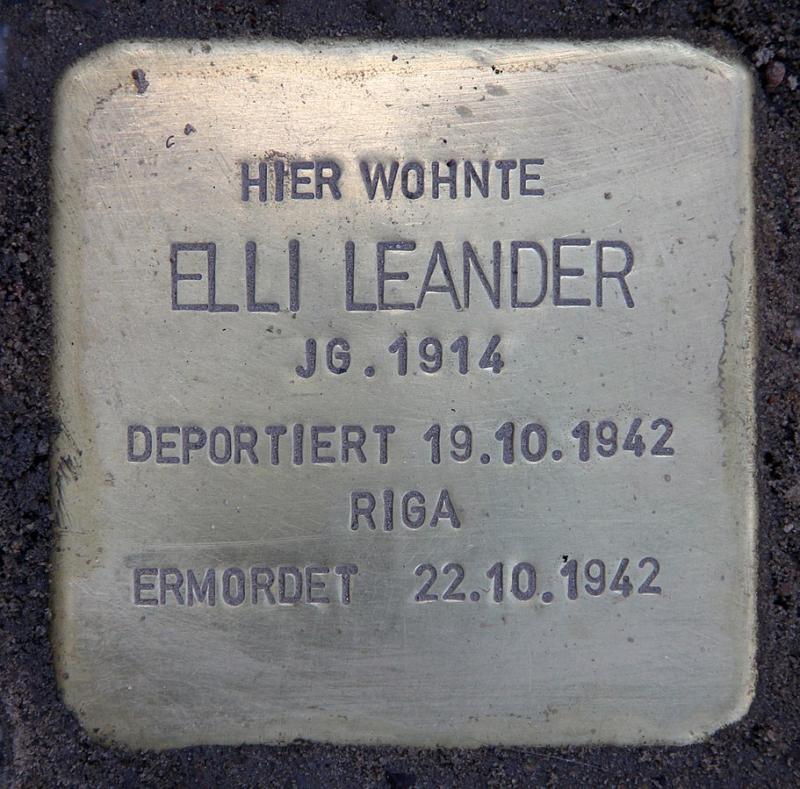 HIER WOHNTE
ELLI LEANDER
JG. 1914
DEPORTIERT 19.10.1942
RIGA
ERMORDET 22.10.1942